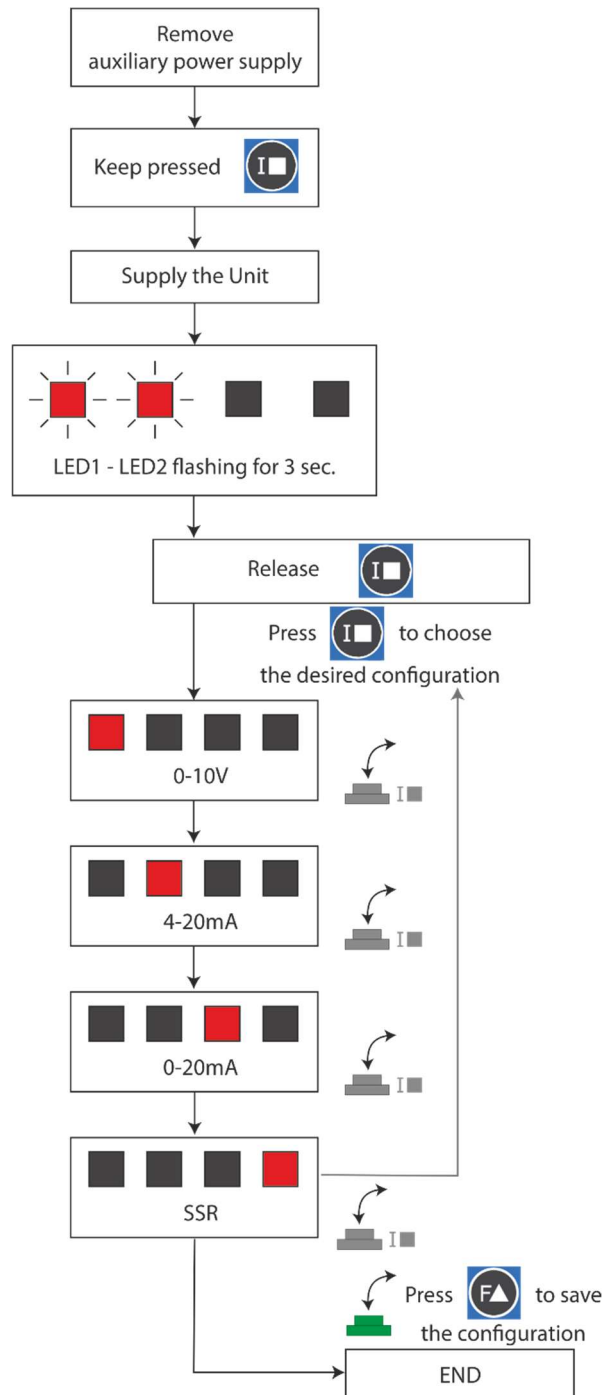 Remove
auxiliary power supply
Keep pressed I■
Supply the Unit
LED1 - LED2 flashing for 3 sec.
Release I■
Press I■ to choose
the desired configuration
0-10V
I■
4-20mA
I■
0-20mA
I■
SSR
I■
Press F▲ to save
the configuration
END